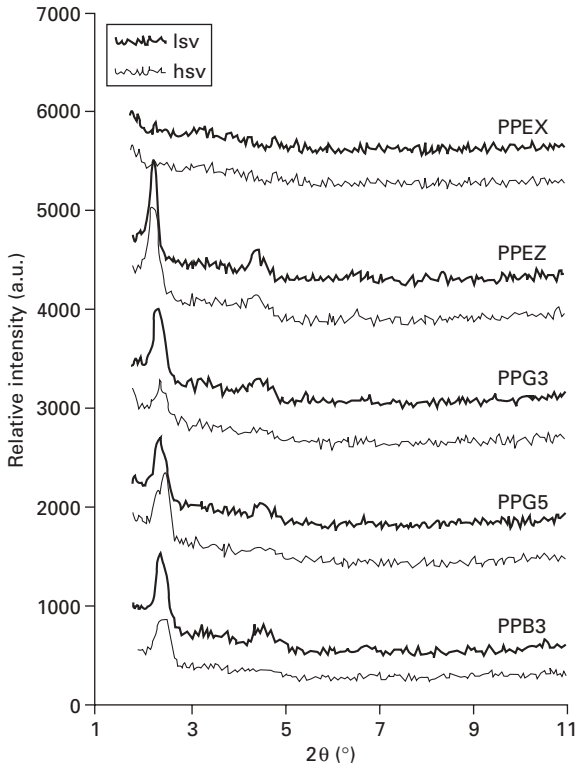 7000
lsv
hsv
6000
PPEX
5000
PPEZ
4000
PPG3
3000
PPG5
2000
PPB3
1000
0
1 3 5 7 9 11
2θ (°)
Relative intensity (a.u.)